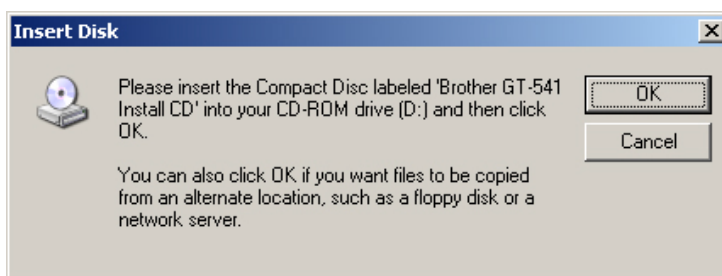 Insert Disk
Please insert the Compact Disc labeled 'Brother GT-541
Install CD' into your CD-ROM drive (D:) and then click
OK.
You can also click OK if you want files to be copied
from an alternate location, such as a floppy disk or a
network server.
OK
Cancel